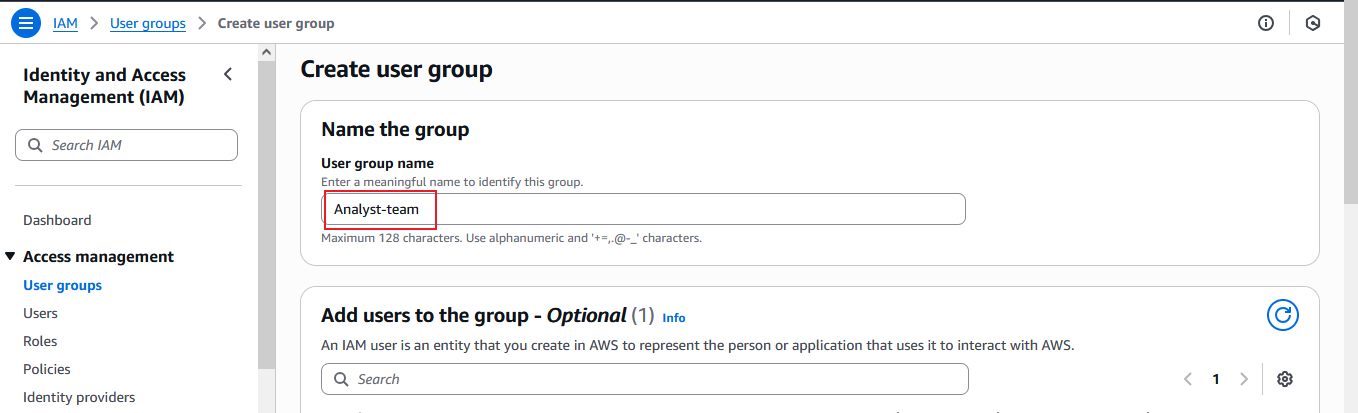 IAM > User groups > Create user group
Identity and Access
Management (IAM)
Search IAM
Dashboard
Access management
User groups
Users
Roles
Policies
Identity providers
Create user group
Name the group
User group name
Enter a meaningful name to identify this group.
Analyst-team
Maximum 128 characters. Use alphanumeric and '+=,.@-_' characters.
Add users to the group - Optional (1) Info
An IAM user is an entity that you create in AWS to represent the person or application that uses it to interact with AWS.
Search
1